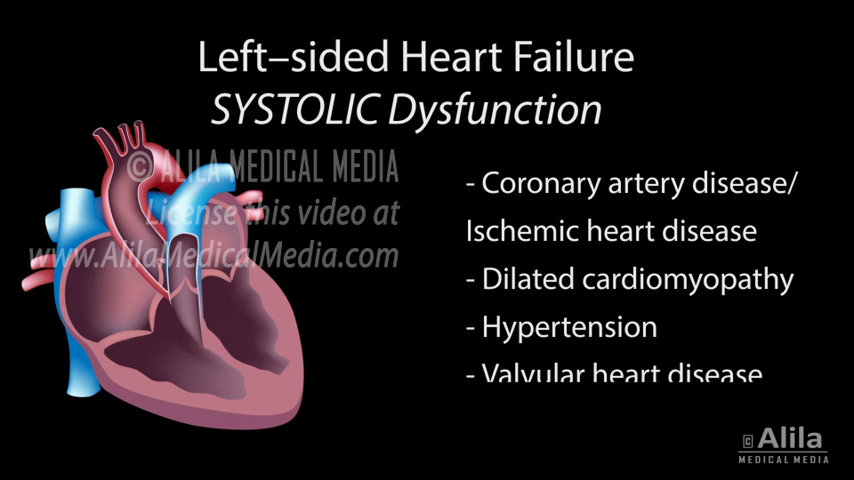 Left–sided Heart Failure
SYSTOLIC Dysfunction
© ALILA MEDICAL MEDIA
License this video at
www.AlilaMedicalMedia.com
- Coronary artery disease/
Ischemic heart disease
- Dilated cardiomyopathy
- Hypertension
- Valvular heart disease
© Alila
MEDICAL MEDIA